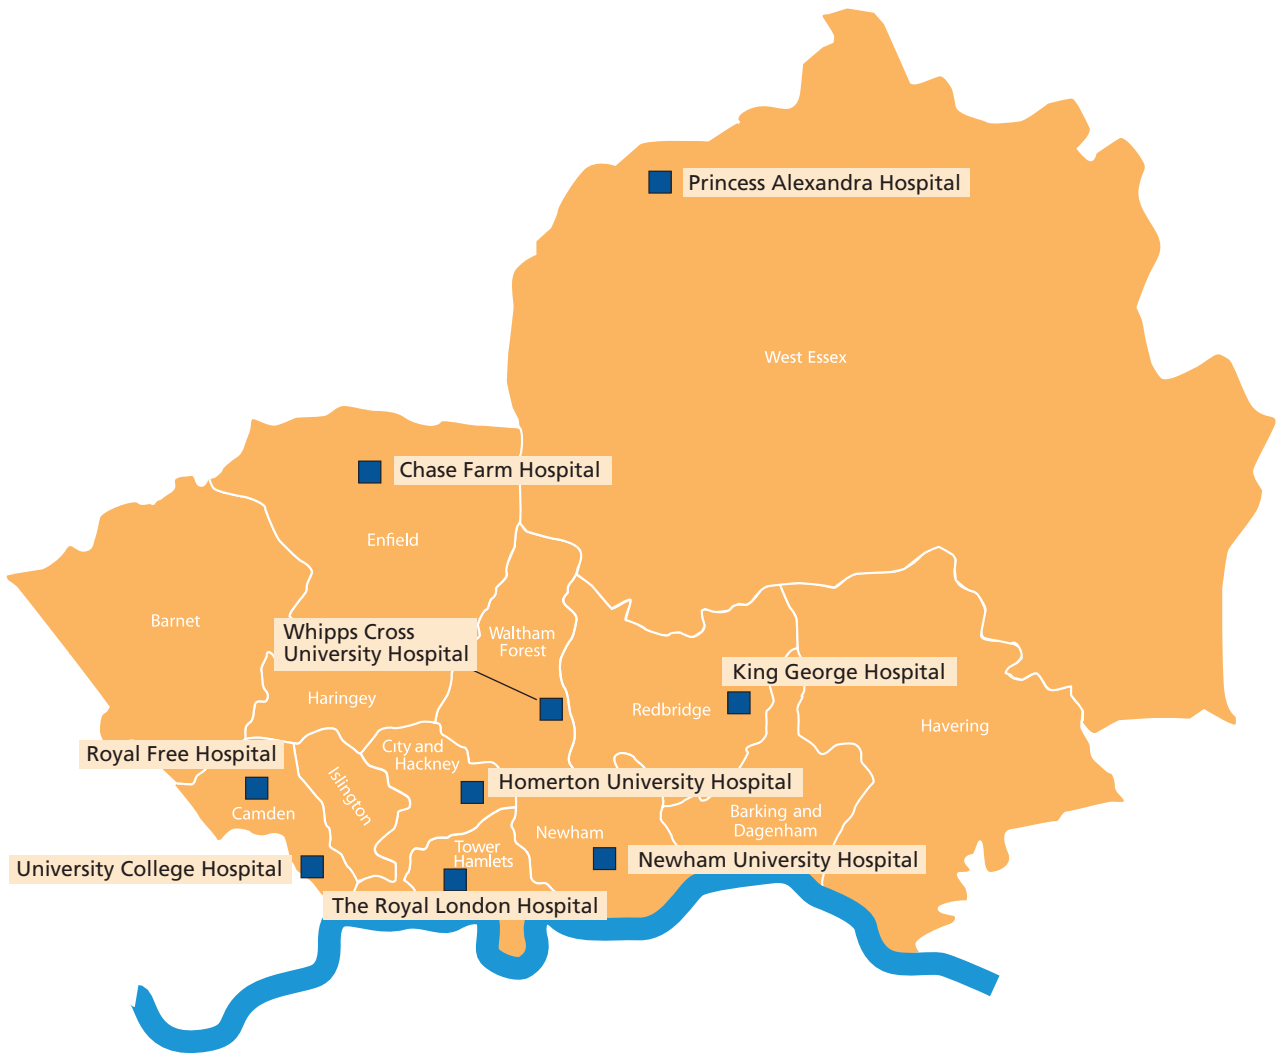 Princess Alexandra Hospital
West Essex
Chase Farm Hospital
Enfield
Barnet
Whipps Cross
University Hospital
Waltham
Forest
King George Hospital
Haringey
Redbridge
Havering
City and
Hackney
Royal Free Hospital
Islington
Homerton University Hospital
Camden
Barking and
Dagenham
Newham
Tower
Hamlets
University College Hospital
Newham University Hospital
The Royal London Hospital